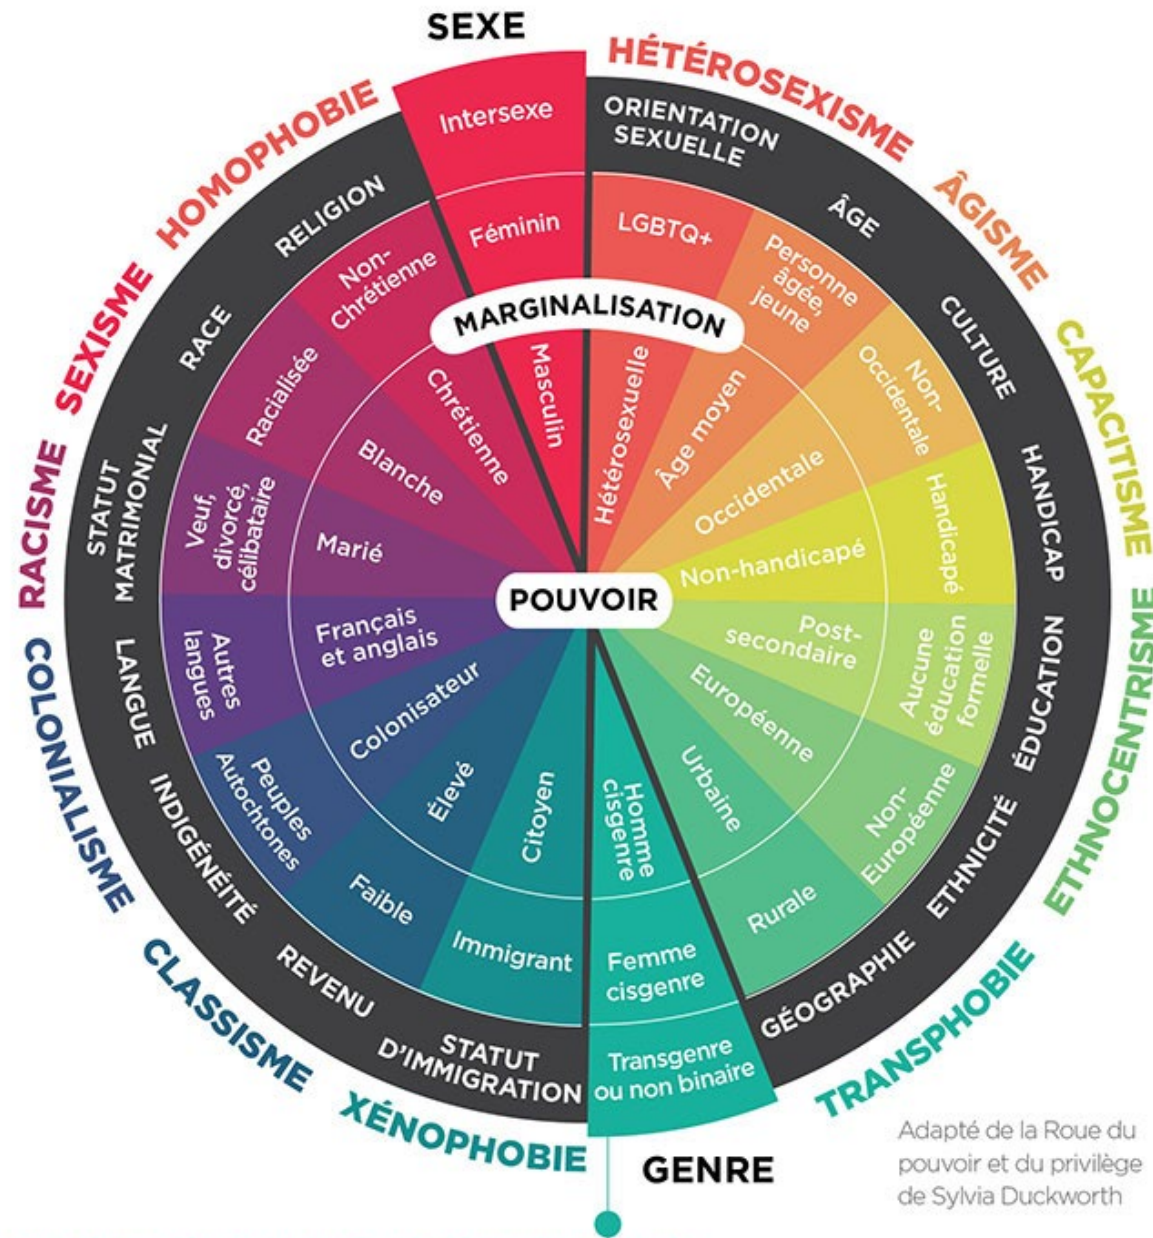 SEXE
HÉTÉROSEXISME
ÂGISME
CAPACITISME
ETHNOCENTRISME
TRANSPHOBIE
GENRE
XÉNOPHOBIE
CLASSISME
COLONIALISME
RACISME
SEXISME
HOMOPHOBIE
Intersexe
Féminin
Masculin
ORIENTATION
SEXUELLE
LGBTQ+
Hétérosexuelle
ÂGE
Personne
âgée,
jeune
Âge moyen
CULTURE
Non-
Occidentale
Occidentale
HANDICAP
Handicapé
Non-handicapé
ÉDUCATION
Aucune
éducation
formelle
Post-
secondaire
ETHNICITÉ
Non-
Européenne
Européenne
GÉOGRAPHIE
Rurale
Urbaine
Homme
cisgenre
Femme
cisgenre
Transgenre
ou non binaire
STATUT
D'IMMIGRATION
Immigrant
Citoyen
REVENU
Faible
Élevé
INDIGÉNÉITÉ
Peuples
Autochtones
Colonisateur
LANGUE
Autres
langues
Français
et anglais
STATUT
MATRIMONIAL
Veuf,
divorcé,
célibataire
Marié
RACE
Racialisée
Blanche
RELIGION
Non-
Chrétienne
Chrétienne
MARGINALISATION
POUVOIR
Adapté de la Roue du
pouvoir et du privilège
de Sylvia Duckworth